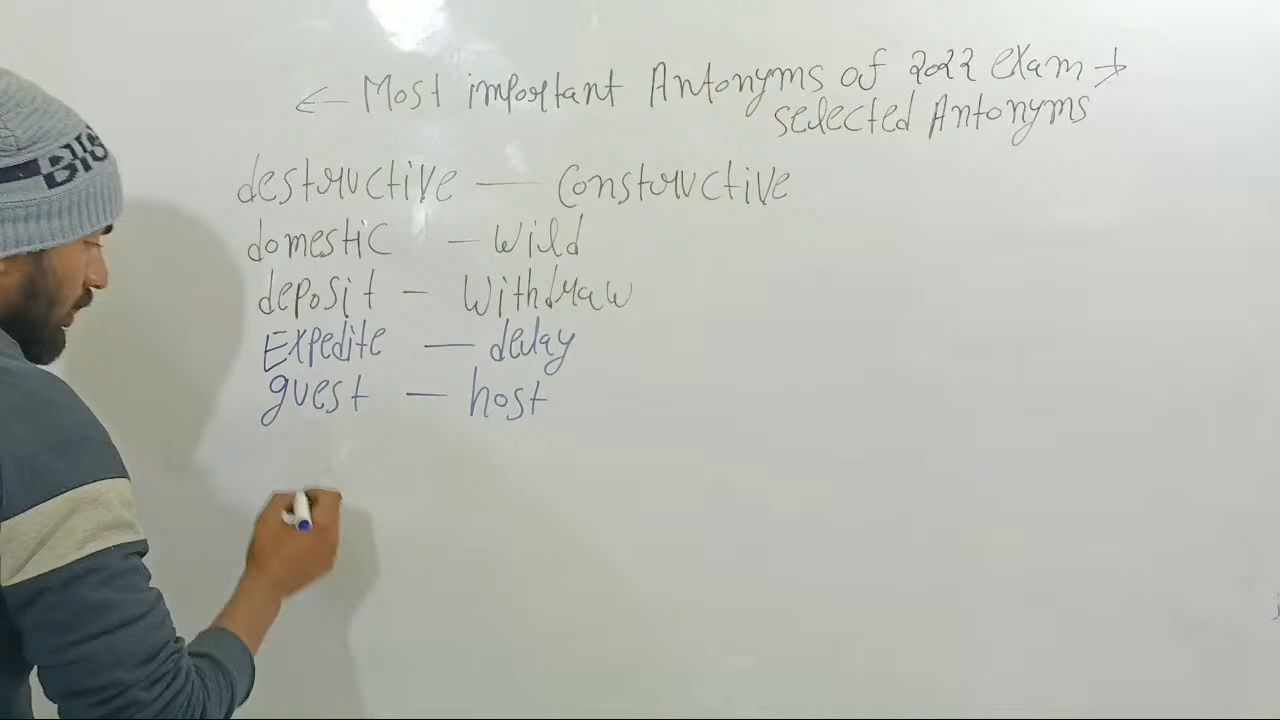 ← Most important Antonyms of 2022 exam →
selected Antonyms
destructive — Constructive
domestic — Wild
deposit — Withdraw
Expedite — delay
guest — host